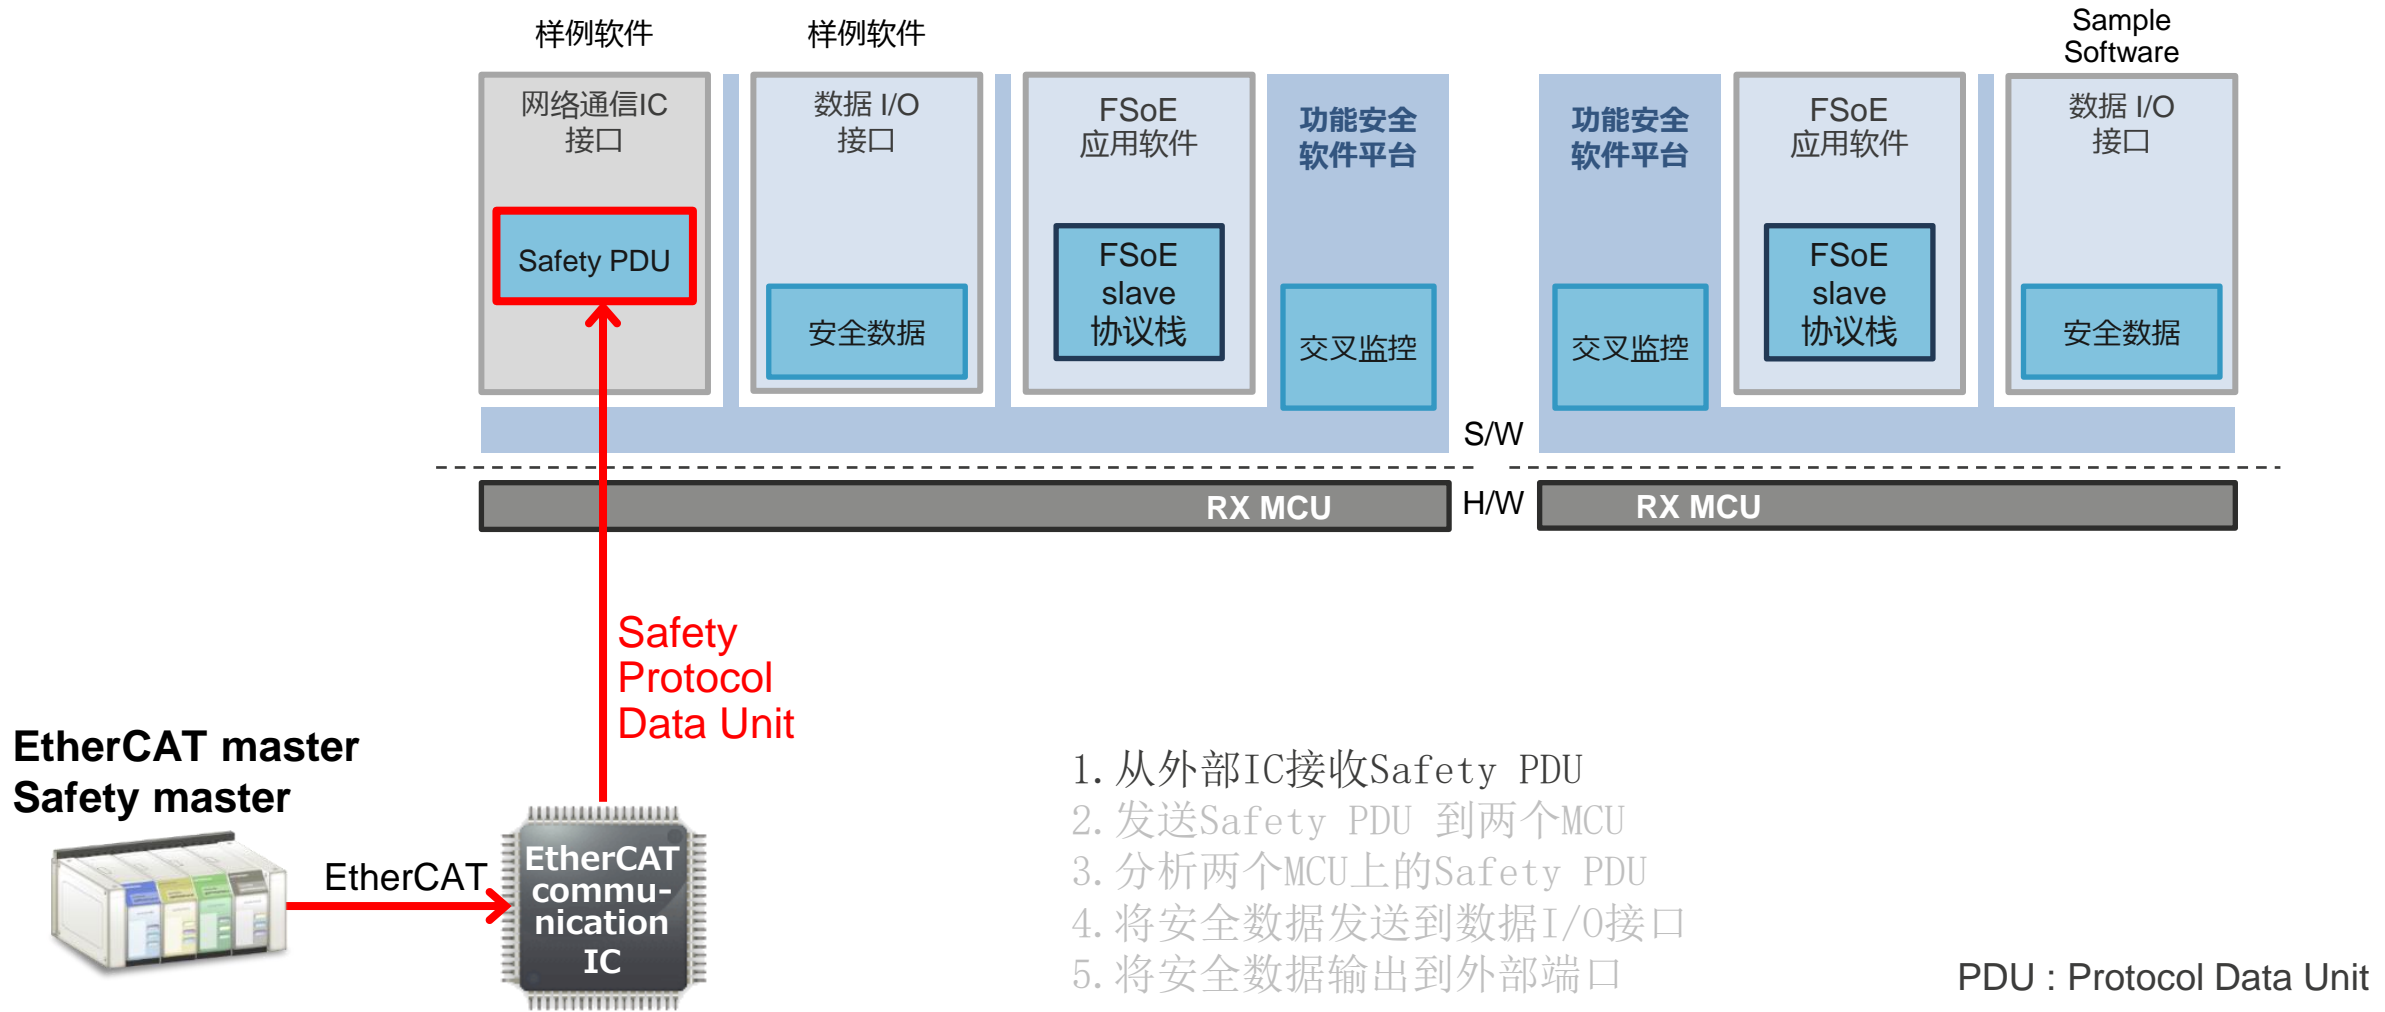 样例软件
样例软件
Sample
Software
网络通信IC
接口
Safety PDU
数据 I/O
接口
安全数据
FSoE
应用软件
FSoE
slave
协议栈
功能安全
软件平台
交叉监控
功能安全
软件平台
交叉监控
FSoE
应用软件
FSoE
slave
协议栈
数据 I/O
接口
安全数据
S/W
RX MCU
H/W
RX MCU
Safety
Protocol
Data Unit
EtherCAT master
Safety master
EtherCAT
EtherCAT
commu-
nication
IC
1. 从外部IC接收Safety PDU
2. 发送Safety PDU 到两个MCU
3. 分析两个MCU上的Safety PDU
4. 将安全数据发送到数据I/O接口
5. 将安全数据输出到外部端口
PDU : Protocol Data Unit